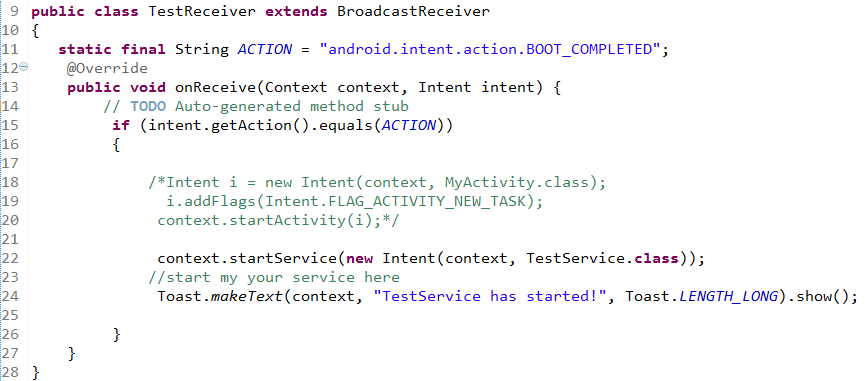 9 public class TestReceiver extends BroadcastReceiver
10 {
11 static final String ACTION = "android.intent.action.BOOT_COMPLETED";
12 @Override
13 public void onReceive(Context context, Intent intent) {
14 // TODO Auto-generated method stub
15 if (intent.getAction().equals(ACTION))
16 {
17
18 /*Intent i = new Intent(context, MyActivity.class);
19 i.addFlags(Intent.FLAG_ACTIVITY_NEW_TASK);
20 context.startActivity(i);*/
21
22 context.startService(new Intent(context, TestService.class));
23 //start my your service here
24 Toast.makeText(context, "TestService has started!", Toast.LENGTH_LONG).show();
25
26 }
27 }
28 }